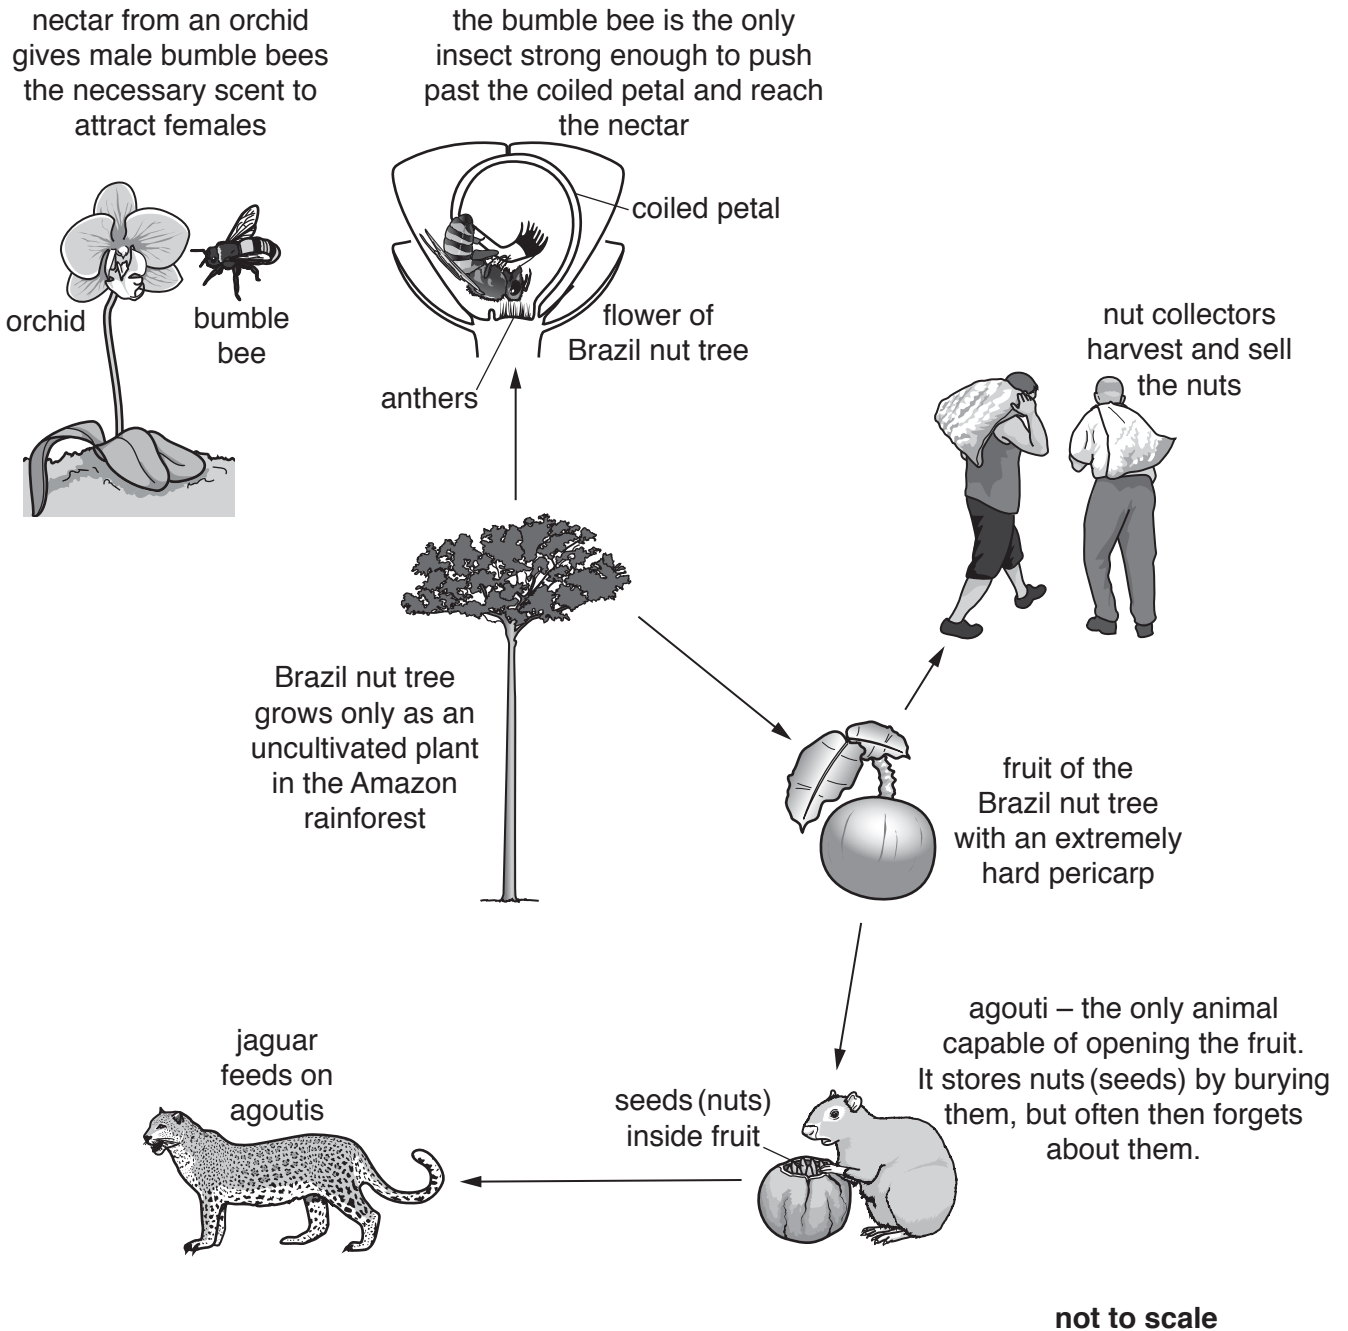 nectar from an orchid
gives male bumble bees
the necessary scent to
attract females
the bumble bee is the only
insect strong enough to push
past the coiled petal and reach
the nectar
coiled petal
orchid
bumble
bee
flower of
Brazil nut tree
anthers
nut collectors
harvest and sell
the nuts
Brazil nut tree
grows only as an
uncultivated plant
in the Amazon
rainforest
fruit of the
Brazil nut tree
with an extremely
hard pericarp
agouti – the only animal
capable of opening the fruit.
It stores nuts (seeds) by burying
them, but often then forgets
about them.
seeds (nuts)
inside fruit
jaguar
feeds on
agoutis
not to scale